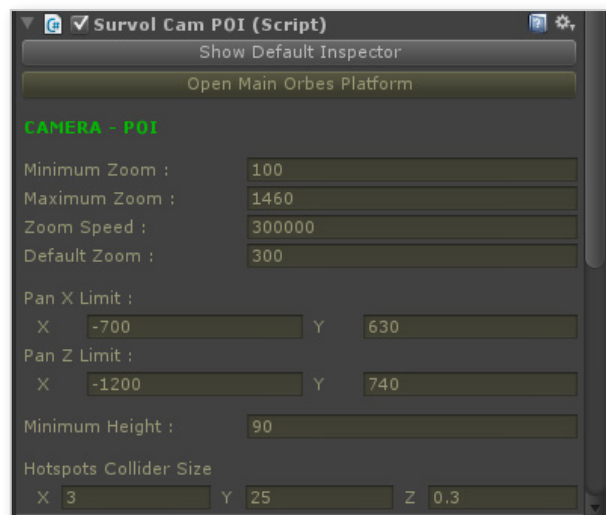 Survol Cam POI (Script)
Show Default Inspector
Open Main Orbes Platform
CAMERA - POI
Minimum Zoom : 100
Maximum Zoom : 1460
Zoom Speed : 300000
Default Zoom : 300
Pan X Limit :
X -700 Y 630
Pan Z Limit :
X -1200 Y 740
Minimum Height : 90
Hotspots Collider Size
X 3 Y 25 Z 0.3